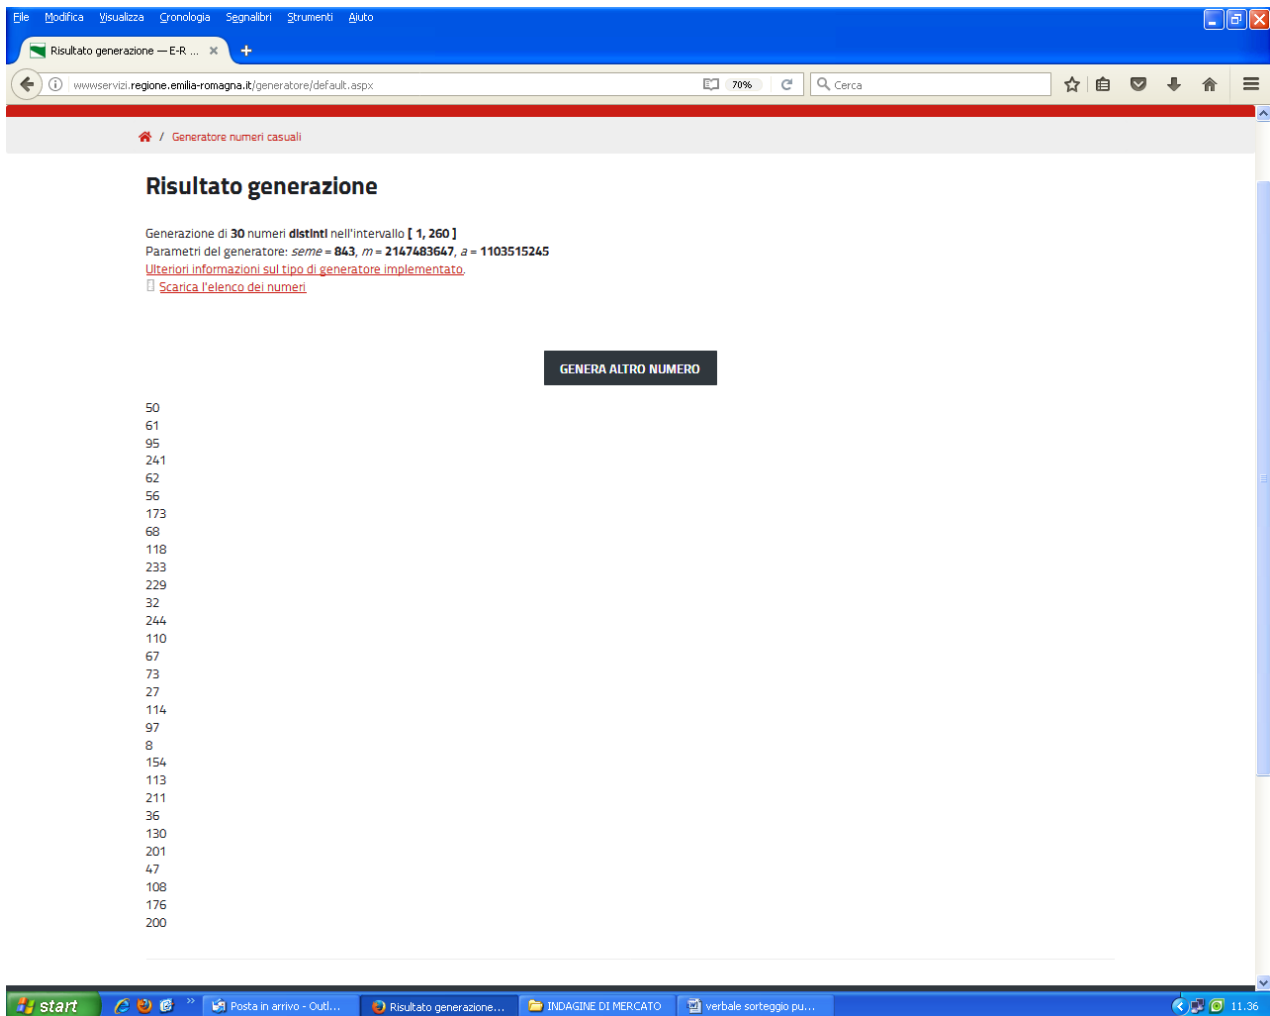 File Modifica Visualizza Cronologia Segnalibri Strumenti Aiuto
Risultato generazione — E-R ...
wwwservizi.regione.emilia-romagna.it/generatore/default.aspx 70% Cerca
/ Generatore numeri casuali
Risultato generazione
Generazione di 30 numeri distinti nell'intervallo [ 1, 260 ]
Parametri del generatore: seme = 843, m = 2147483647, a = 1103515245
Ulteriori informazioni sul tipo di generatore implementato.
Scarica l'elenco dei numeri
GENERA ALTRO NUMERO
50
61
95
241
62
56
173
68
118
233
229
32
244
110
67
73
27
114
97
8
154
113
211
36
130
201
47
108
176
200
start » Posta in arrivo - Outl... Risultato generazione... INDAGINE DI MERCATO verbale sorteggio pu... 11.36